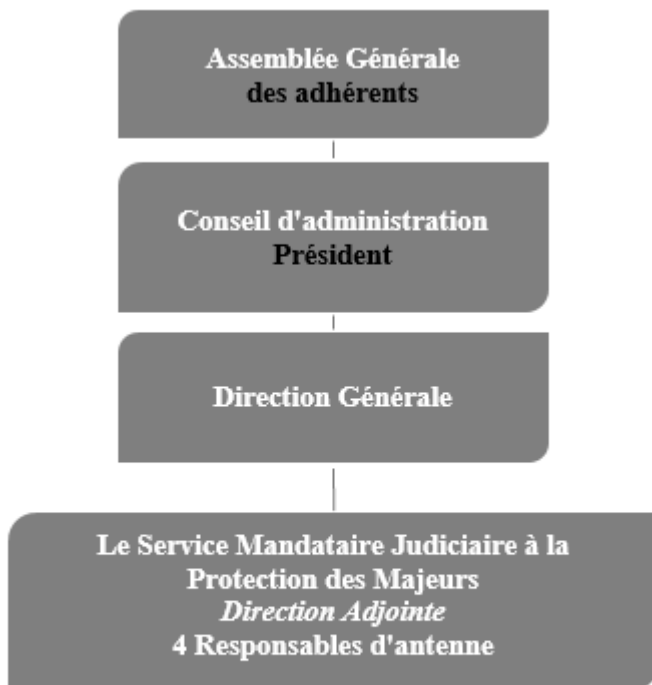 Assemblée Générale
des adhérents
Conseil d'administration
Président
Direction Générale
Le Service Mandataire Judiciaire à la
Protection des Majeurs
Direction Adjointe
4 Responsables d'antenne